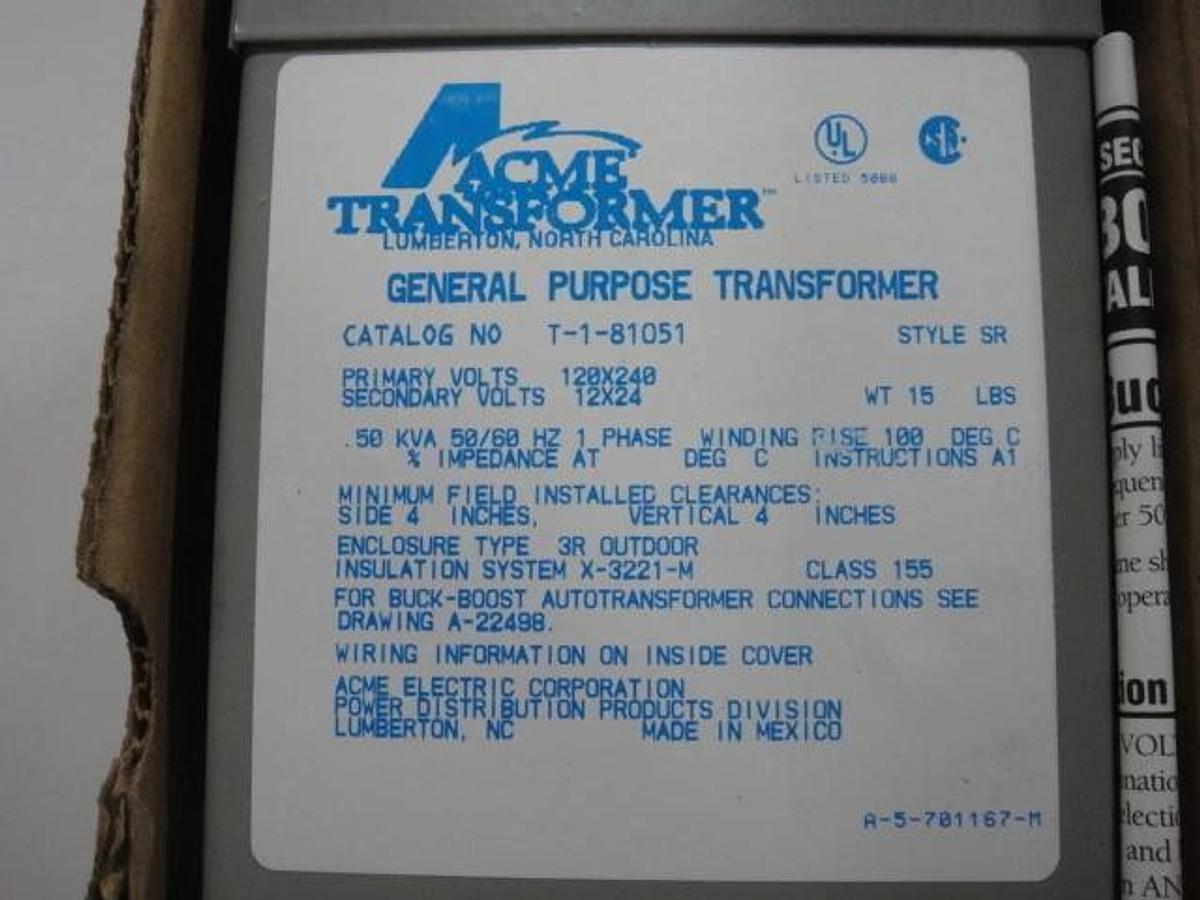 ACME
TRANSFORMER™
LUMBERTON, NORTH CAROLINA
UL
LISTED 50BB
GENERAL PURPOSE TRANSFORMER
CATALOG NO T-1-81051 STYLE SR
PRIMARY VOLTS 120X240
SECONDARY VOLTS 12X24 WT 15 LBS
.50 KVA 50/60 HZ 1 PHASE WINDING RISE 100 DEG C
% IMPEDANCE AT DEG C INSTRUCTIONS A1
MINIMUM FIELD INSTALLED CLEARANCES:
SIDE 4 INCHES, VERTICAL 4 INCHES
ENCLOSURE TYPE 3R OUTDOOR
INSULATION SYSTEM X-3221-M CLASS 155
FOR BUCK-BOOST AUTOTRANSFORMER CONNECTIONS SEE
DRAWING A-22498.
WIRING INFORMATION ON INSIDE COVER
ACME ELECTRIC CORPORATION
POWER DISTRIBUTION PRODUCTS DIVISION
LUMBERTON, NC MADE IN MEXICO
A-5-701167-M